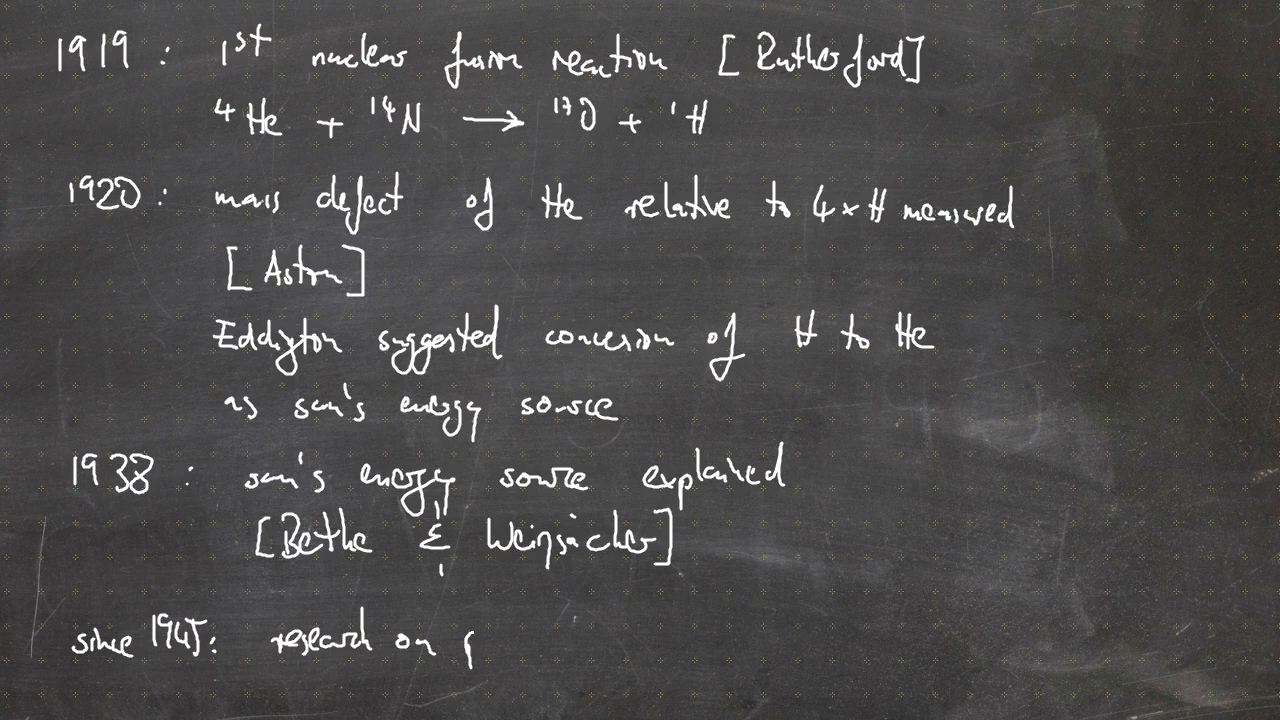 1919 : 1st nuclear fusion reaction [ Rutherford]
⁴He + ¹⁴N → ¹⁷O + ¹H
1920 : mass defect of He relative to 4 × H measured
[ Aston ]
Eddington suggested conversion of H to He
as sun's energy source
1938 : sun's energy source explained
[Bethe & Weizsäcker]
since 1945: research on